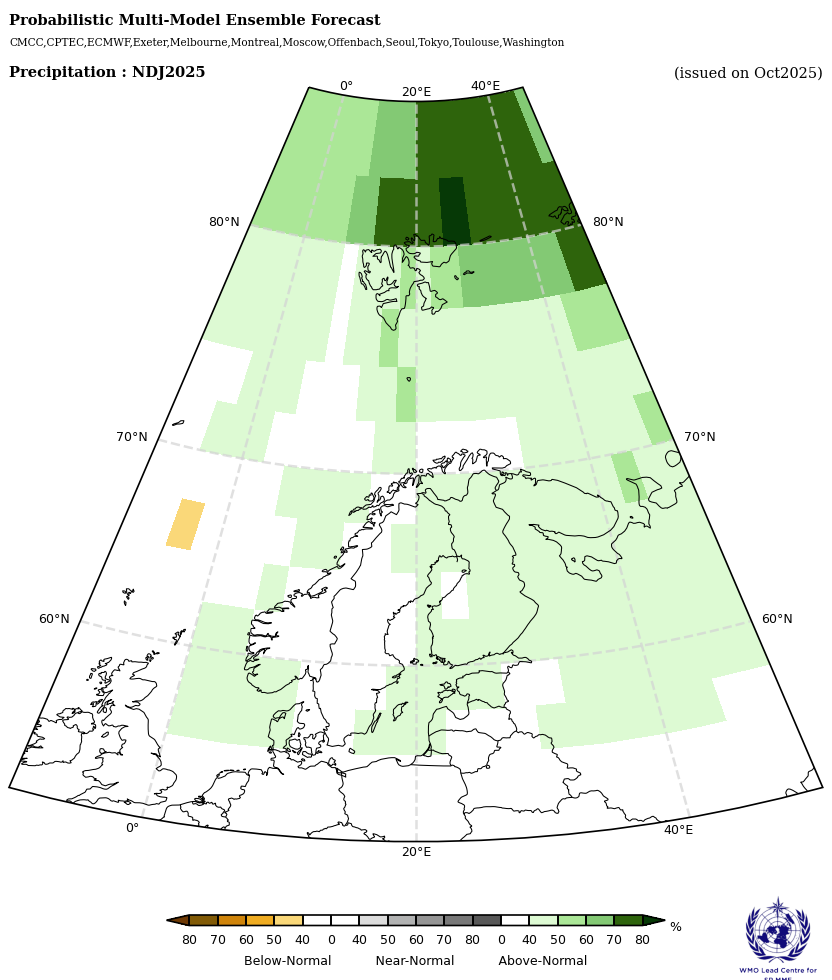 Probabilistic Multi-Model Ensemble Forecast
CMCC,CPTEC,ECMWF,Exeter,Melbourne,Montreal,Moscow,Offenbach,Seoul,Tokyo,Toulouse,Washington
Precipitation : NDJ2025 (issued on Oct2025)
0° 20°E 40°E
80°N 80°N
70°N 70°N
60°N 60°N
0° 20°E 40°E
%
80 70 60 50 40 0 40 50 60 70 80 0 40 50 60 70 80
Below-Normal Near-Normal Above-Normal
WMO Lead Centre for